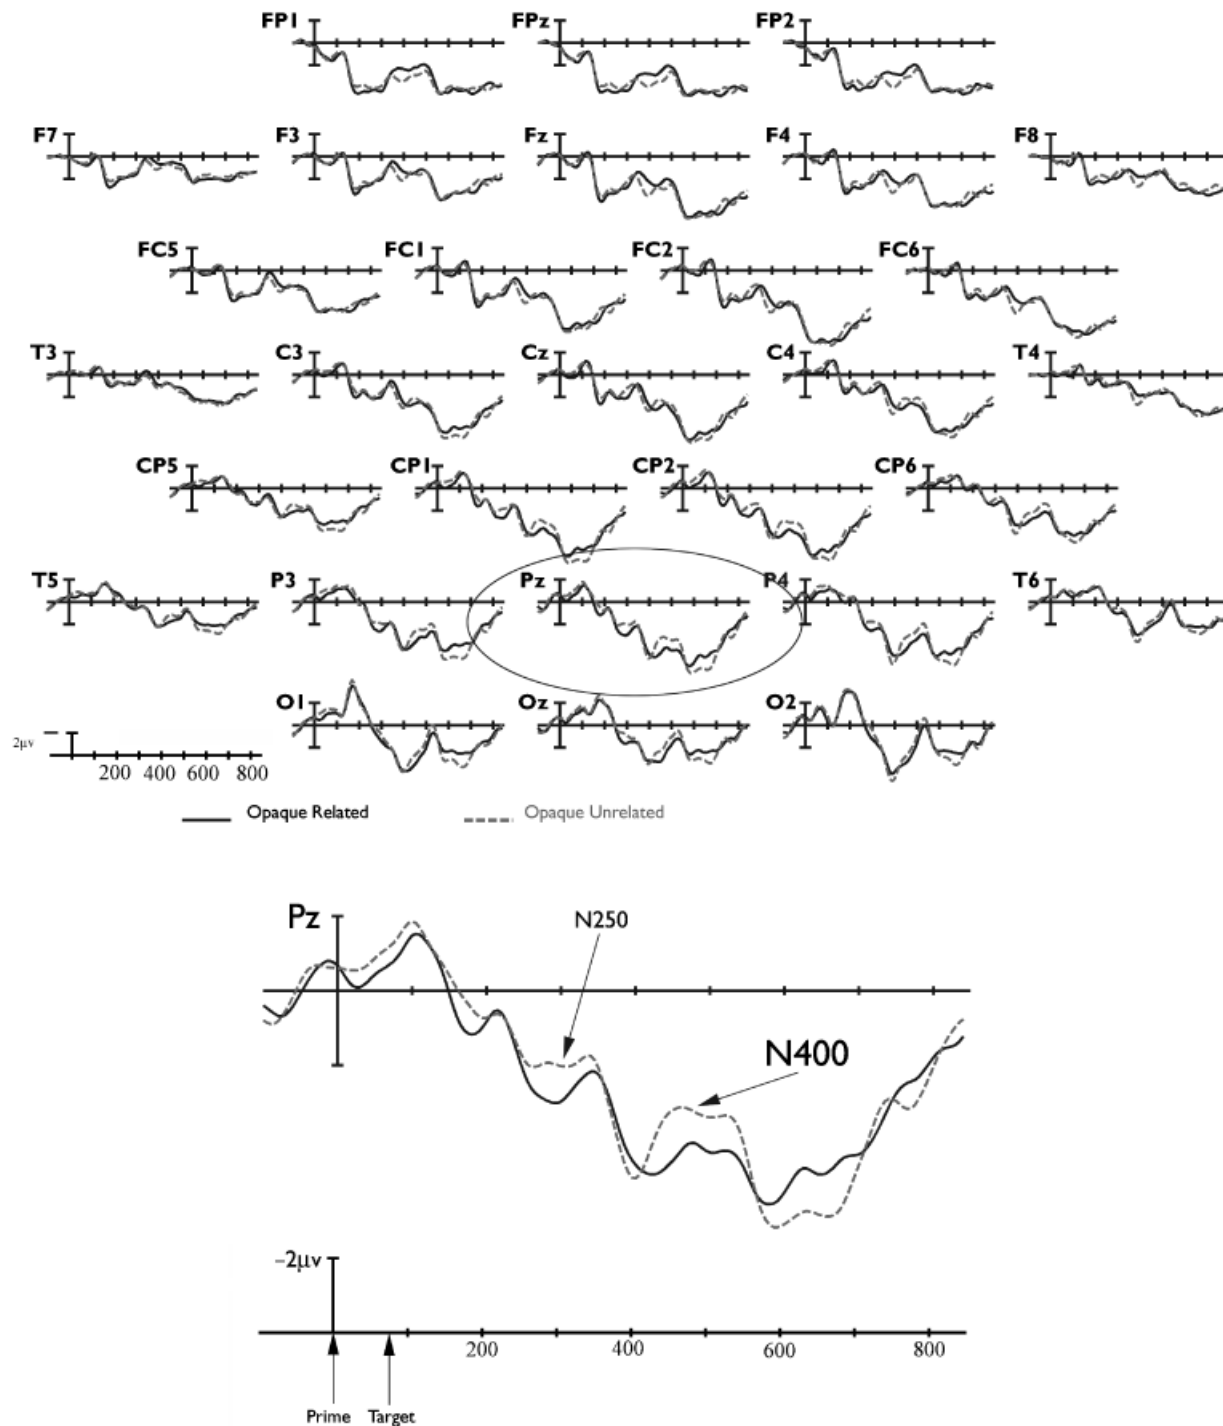 FP1 FPz FP2
F7 F3 Fz F4 F8
FC5 FC1 FC2 FC6
T3 C3 Cz C4 T4
CP5 CP1 CP2 CP6
T5 P3 Pz P4 T6
O1 Oz O2
2μv
200 400 600 800
Opaque Related Opaque Unrelated
Pz
N250
N400
−2μv
200 400 600 800
Prime Target